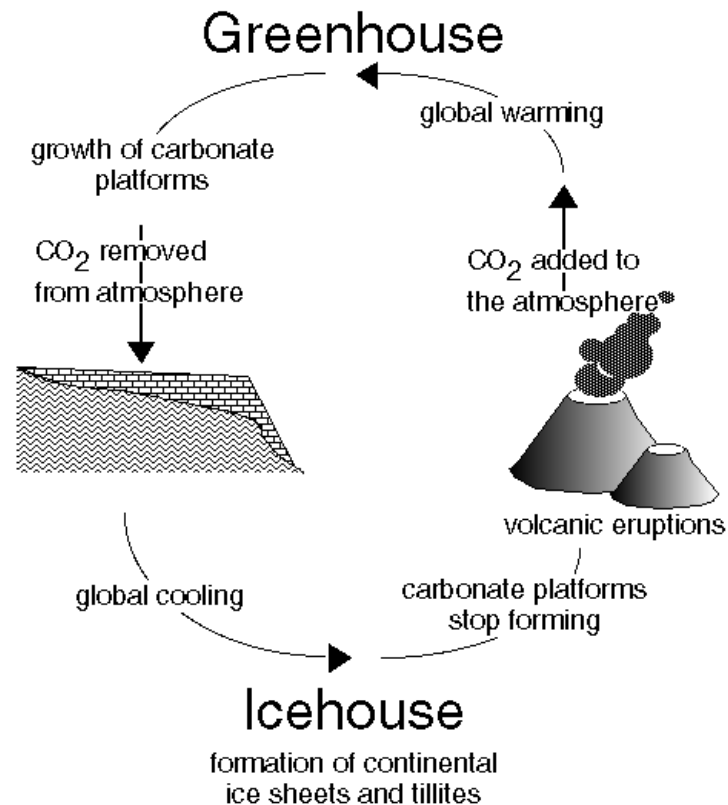 Greenhouse
global warming
growth of carbonate
platforms
CO2 removed
from atmosphere
CO2 added to
the atmosphere
volcanic eruptions
global cooling
carbonate platforms
stop forming
Icehouse
formation of continental
ice sheets and tillites